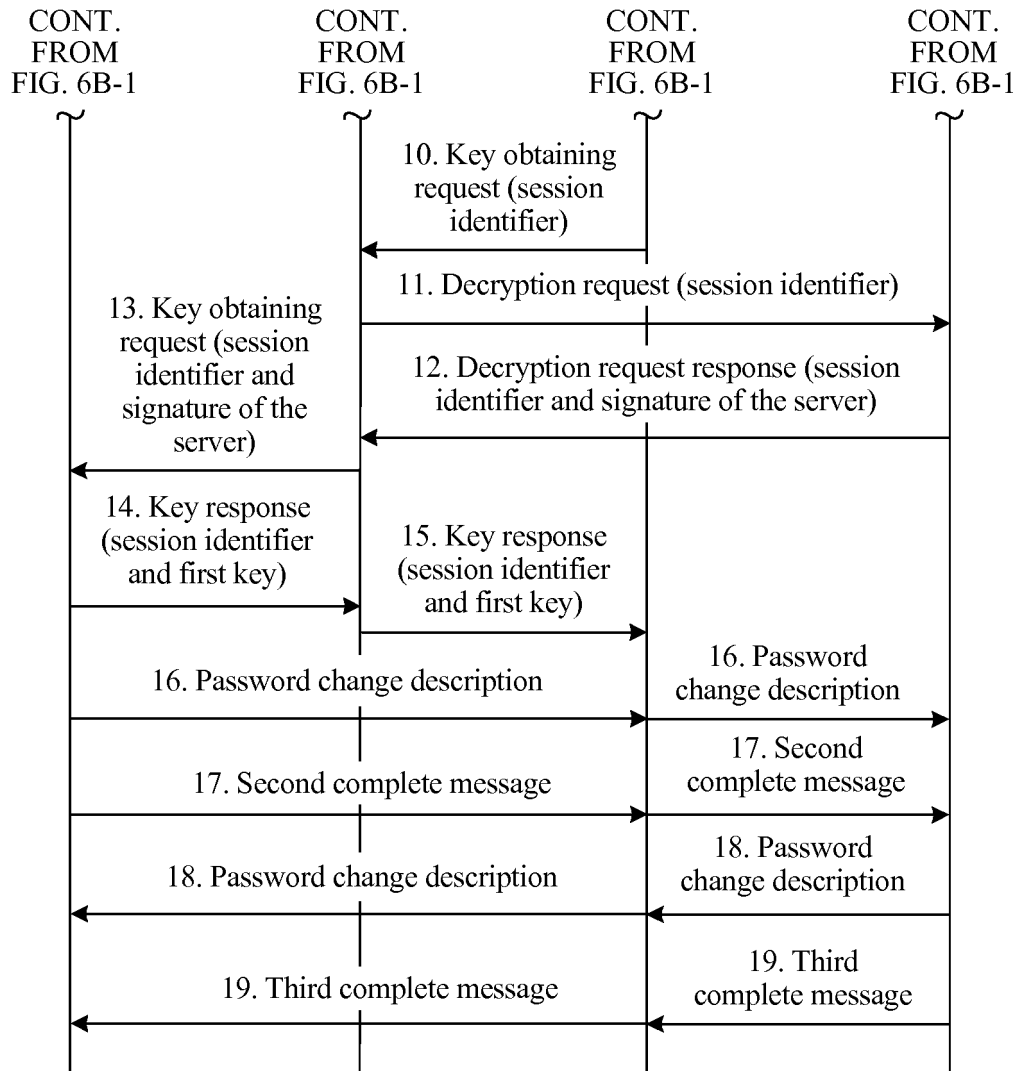 CONT.
FROM
FIG. 6B-1
CONT.
FROM
FIG. 6B-1
CONT.
FROM
FIG. 6B-1
CONT.
FROM
FIG. 6B-1
10. Key obtaining
request (session
identifier)
11. Decryption request (session identifier)
13. Key obtaining
request (session
identifier and
signature of the
server)
12. Decryption request response (session
identifier and signature of the server)
14. Key response
(session identifier
and first key)
15. Key response
(session identifier
and first key)
16. Password change description
16. Password
change description
17. Second complete message
17. Second
complete message
18. Password change description
18. Password
change description
19. Third complete message
19. Third
complete message